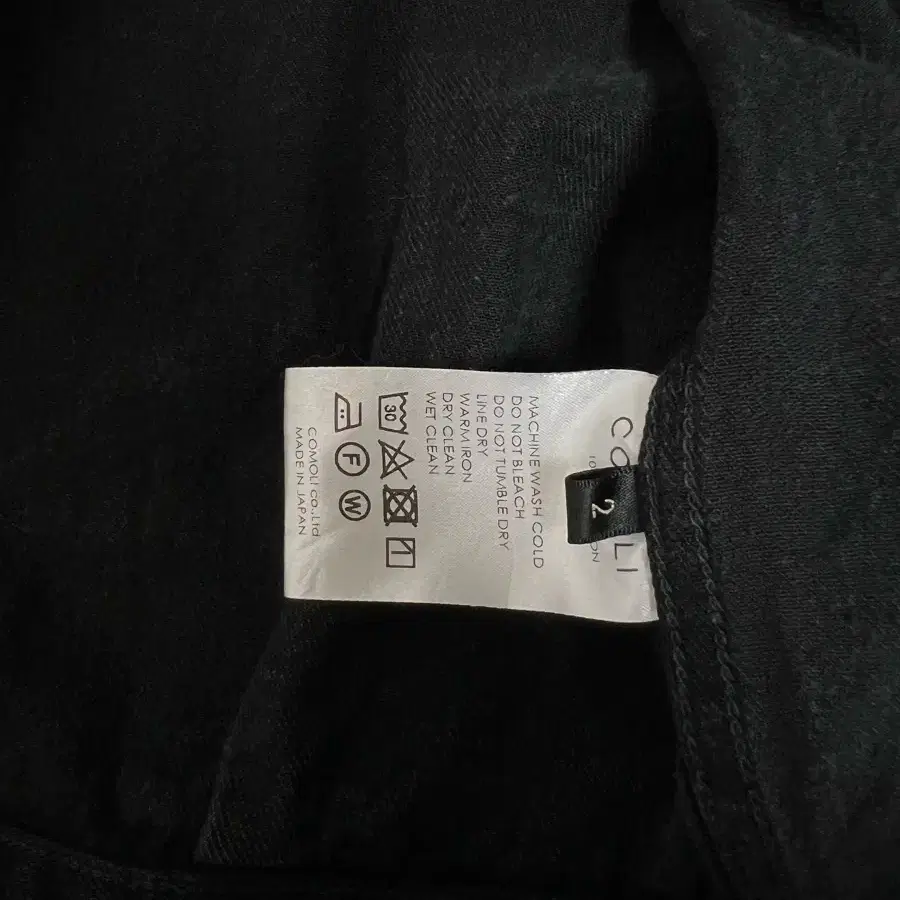 2
MACHINE WASH COLD
DO NOT BLEACH
DO NOT TUMBLE DRY
LINE DRY
WARM IRON
DRY CLEAN
WET CLEAN
30
F
W
COMOLI co.,Ltd
MADE IN JAPAN